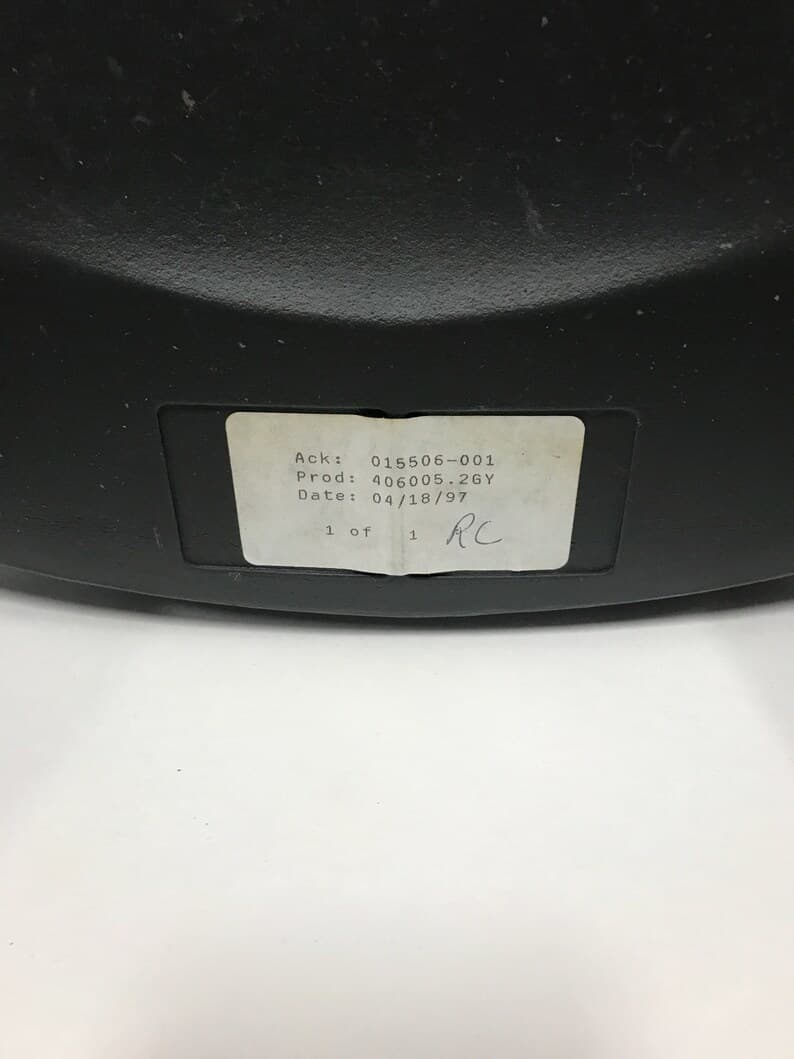 Ack: 015506-001
Prod: 406005.2GY
Date: 04/18/97
1 of 1 RC